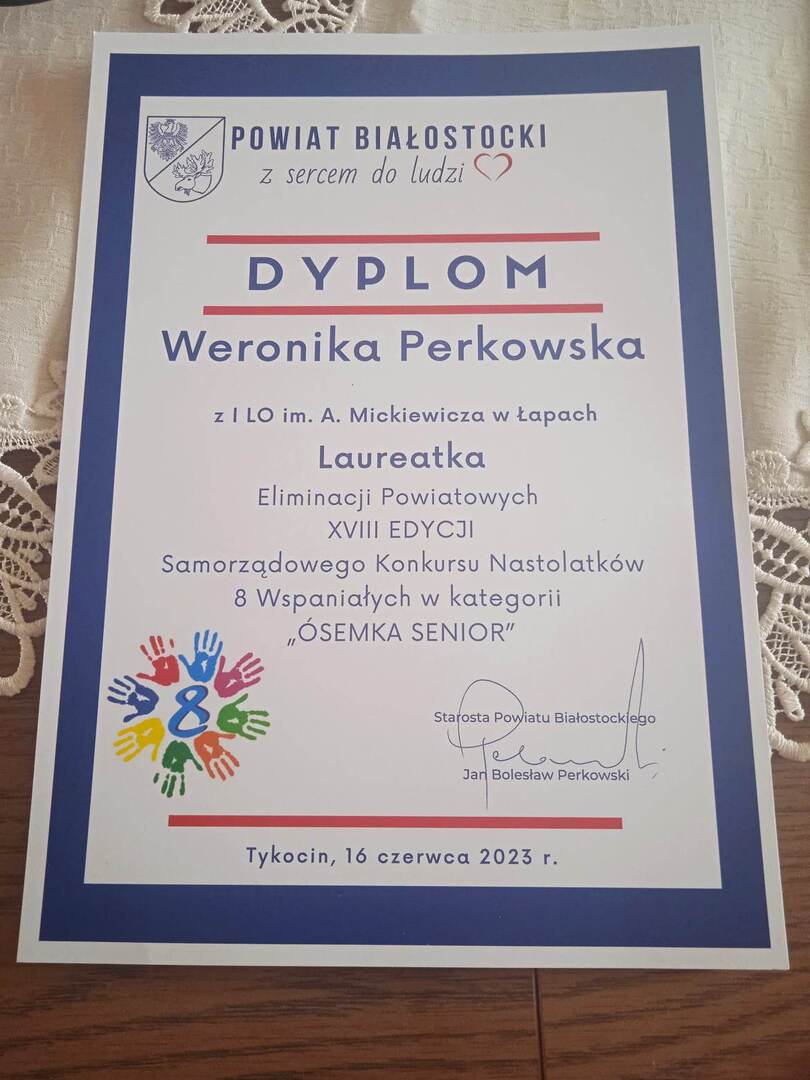 POWIAT BIAŁOSTOCKI
z sercem do ludzi
DYPLOM
Weronika Perkowska
z I LO im. A. Mickiewicza w Łapach
Laureatka
Eliminacji Powiatowych
XVIII EDYCJI
Samorządowego Konkursu Nastolatków
8 Wspaniałych w kategorii
„ÓSEMKA SENIOR”
8
Starosta Powiatu Białostockiego
Jan Bolesław Perkowski
Tykocin, 16 czerwca 2023 r.